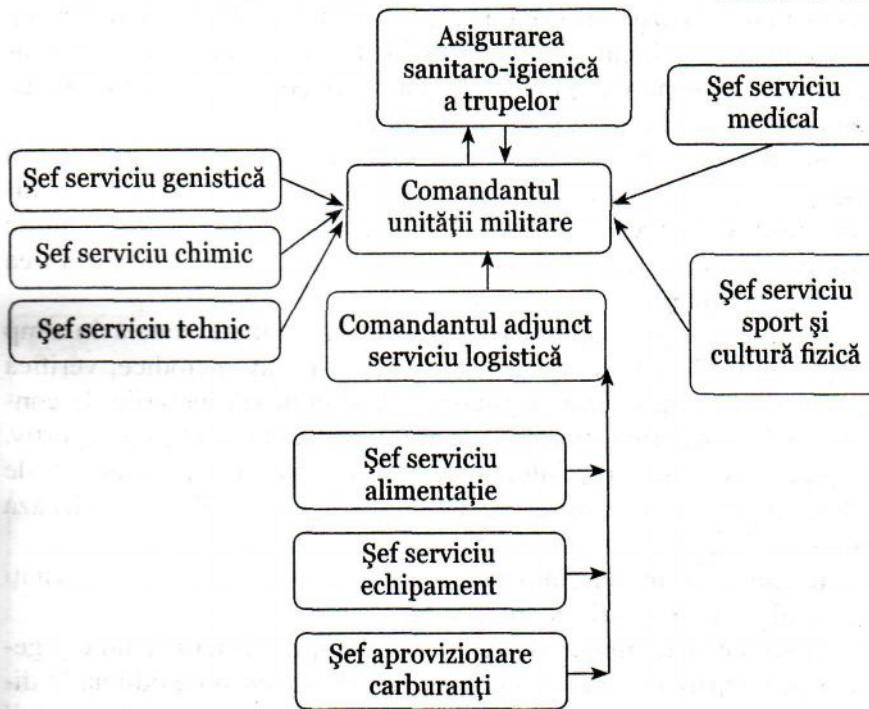 Asigurarea
sanitaro-igienică
a trupelor
Şef serviciu
medical
Şef serviciu genistică
Comandantul
unităţii militare
Şef serviciu chimic
Şef serviciu tehnic
Comandantul adjunct
serviciu logistică
Şef serviciu
sport şi
cultură fizică
Şef serviciu
alimentaţie
Şef serviciu
echipament
Şef aprovizionare
carburanţi